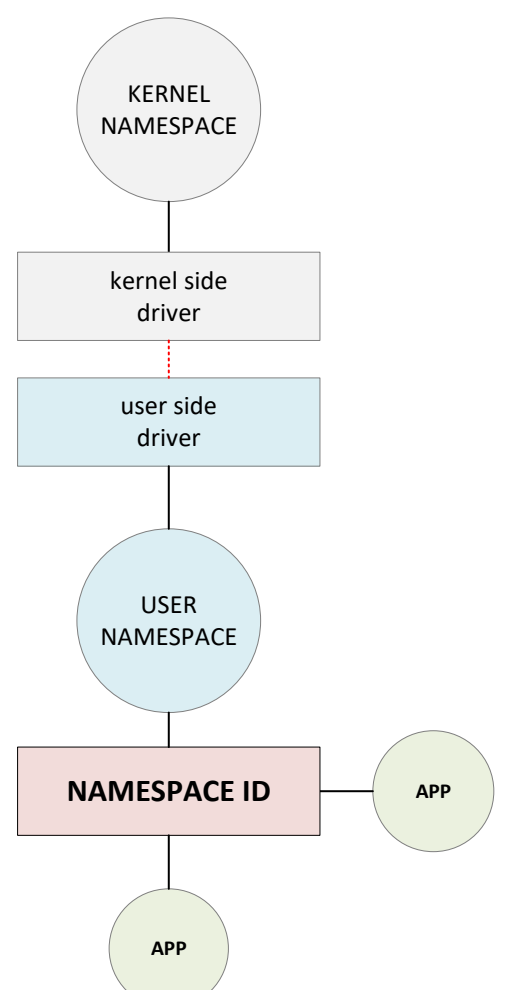 KERNEL
NAMESPACE
kernel side
driver
user side
driver
USER
NAMESPACE
NAMESPACE ID
APP
APP